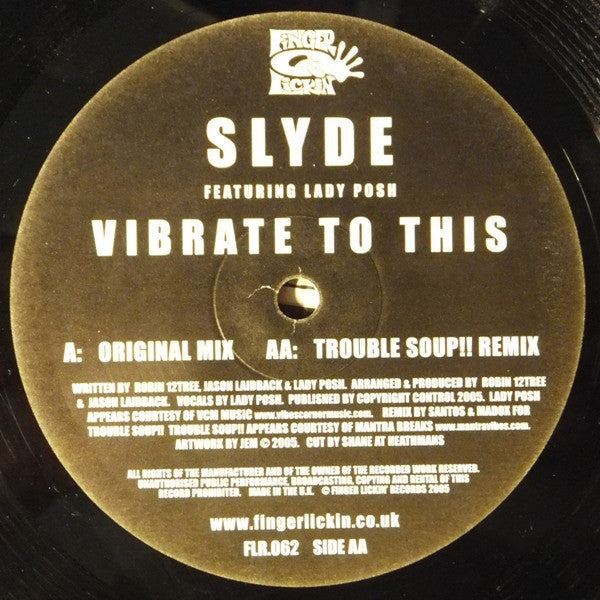 FINGER
LICKIN'
SLYDE
FEATURING LADY POSH
VIBRATE TO THIS
A: ORIGINAL MIX AA: TROUBLE SOUP!! REMIX
WRITTEN BY ROBIN 12TREE, JASON LAIDBACK & LADY POSH. ARRANGED & PRODUCED BY ROBIN 12TREE
& JASON LAIDBACK. VOCALS BY LADY POSH. PUBLISHED BY COPYRIGHT CONTROL 2005. LADY POSH
APPEARS COURTESY OF VCM MUSIC www.vibescornermusic.com. REMIX BY SANTOS & MADOX FOR
TROUBLE SOUP!! TROUBLE SOUP!! APPEARS COURTESY OF MANTRA BREAKS www.mantravibes.com.
ARTWORK BY JEM © 2005. CUT BY SHANE AT HEATHMANS
ALL RIGHTS OF THE MANUFACTURER AND OF THE OWNER OF THE RECORDED WORK RESERVED.
UNAUTHORISED PUBLIC PERFORMANCE, BROADCASTING, COPYING AND RENTAL OF THIS
RECORD PROHIBITED. MADE IN THE U.K. © FINGER LICKIN' RECORDS 2005
www.fingerlickin.co.uk
FLR.062 SIDE AA